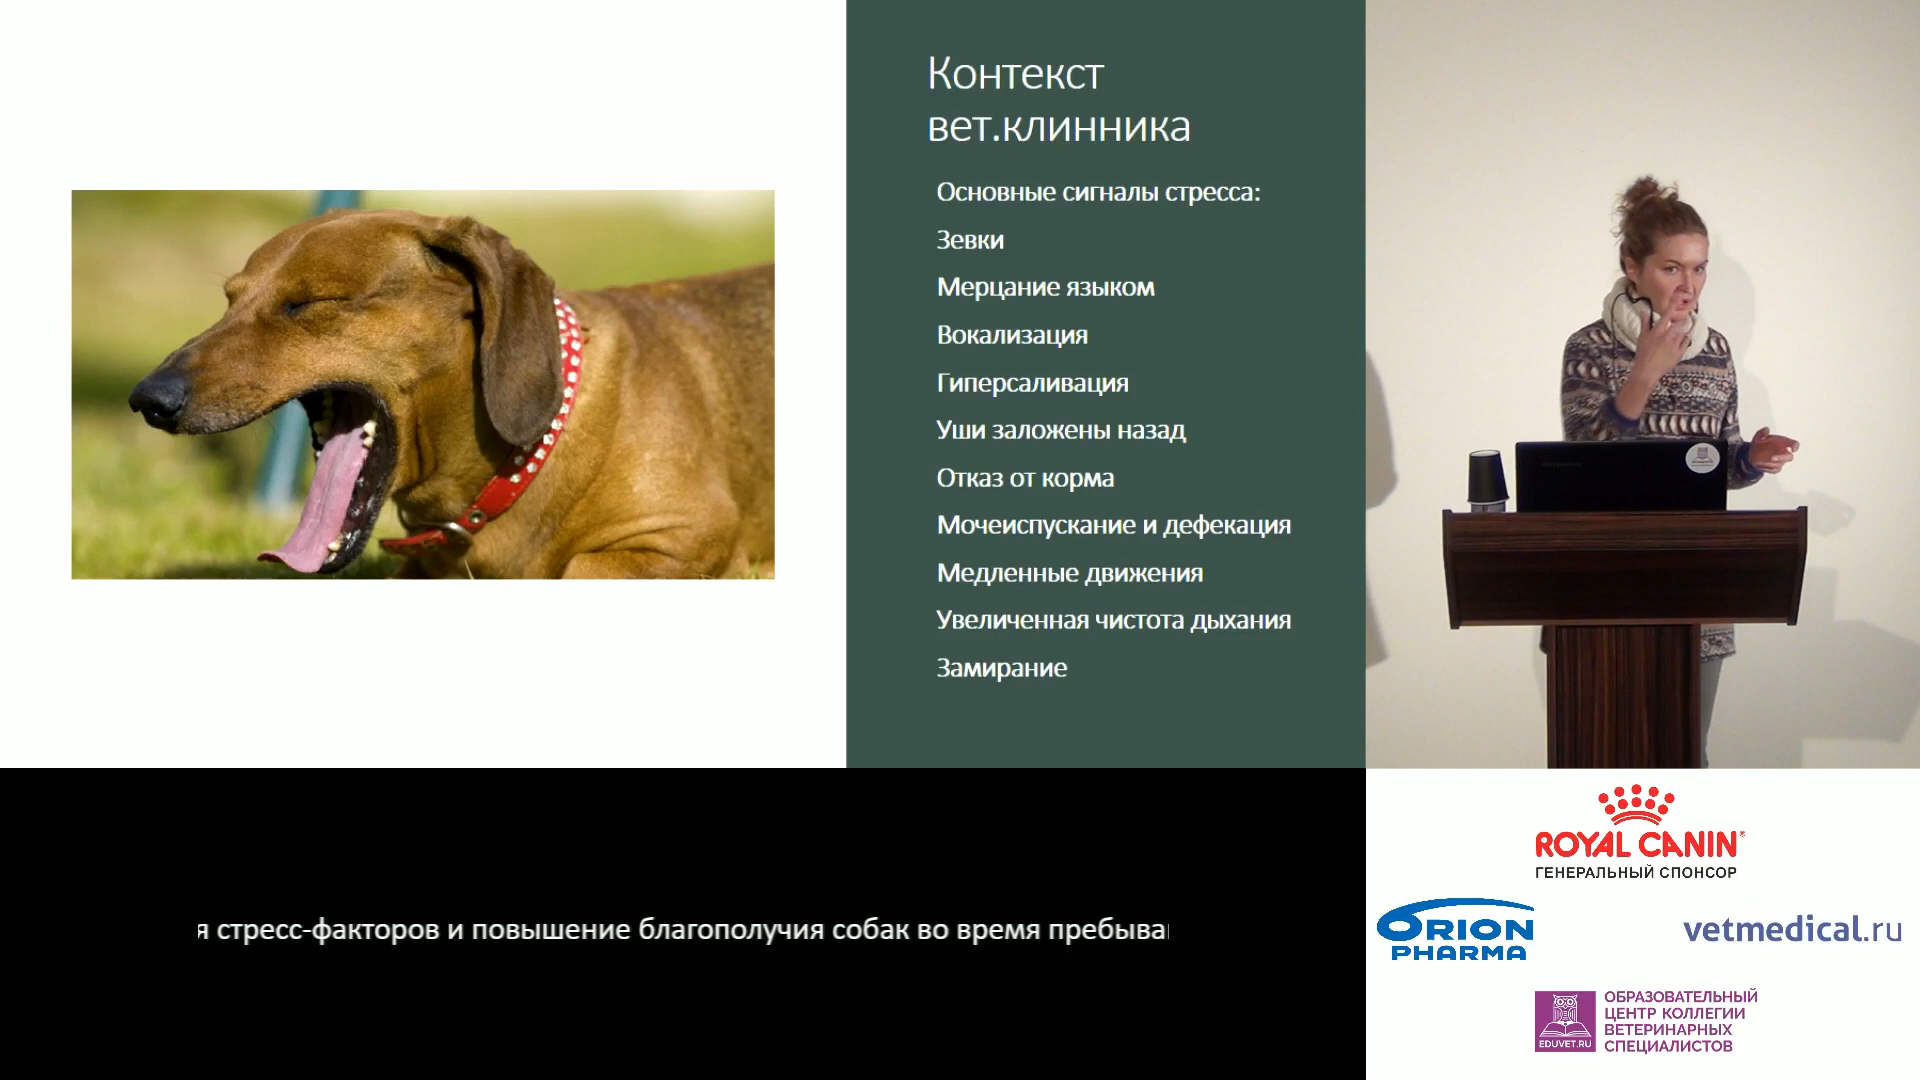 Контекст
вет.клинника
Основные сигналы стресса:
Зевки
Мерцание языком
Вокализация
Гиперсаливация
Уши заложены назад
Отказ от корма
Мочеиспускание и дефекация
Медленные движения
Увеличенная чистота дыхания
Замирание
я стресс-факторов и повышение благополучия собак во время пребыва
ROYAL CANIN
ГЕНЕРАЛЬНЫЙ СПОНСОР
ORION
PHARMA
vetmedical.ru
EDUVET.RU
ОБРАЗОВАТЕЛЬНЫЙ
ЦЕНТР КОЛЛЕГИИ
ВЕТЕРИНАРНЫХ
СПЕЦИАЛИСТОВ